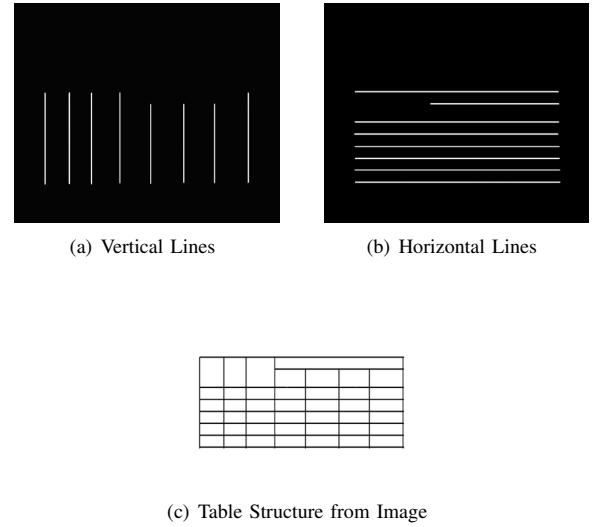 (a) Vertical Lines
(b) Horizontal Lines
(c) Table Structure from Image